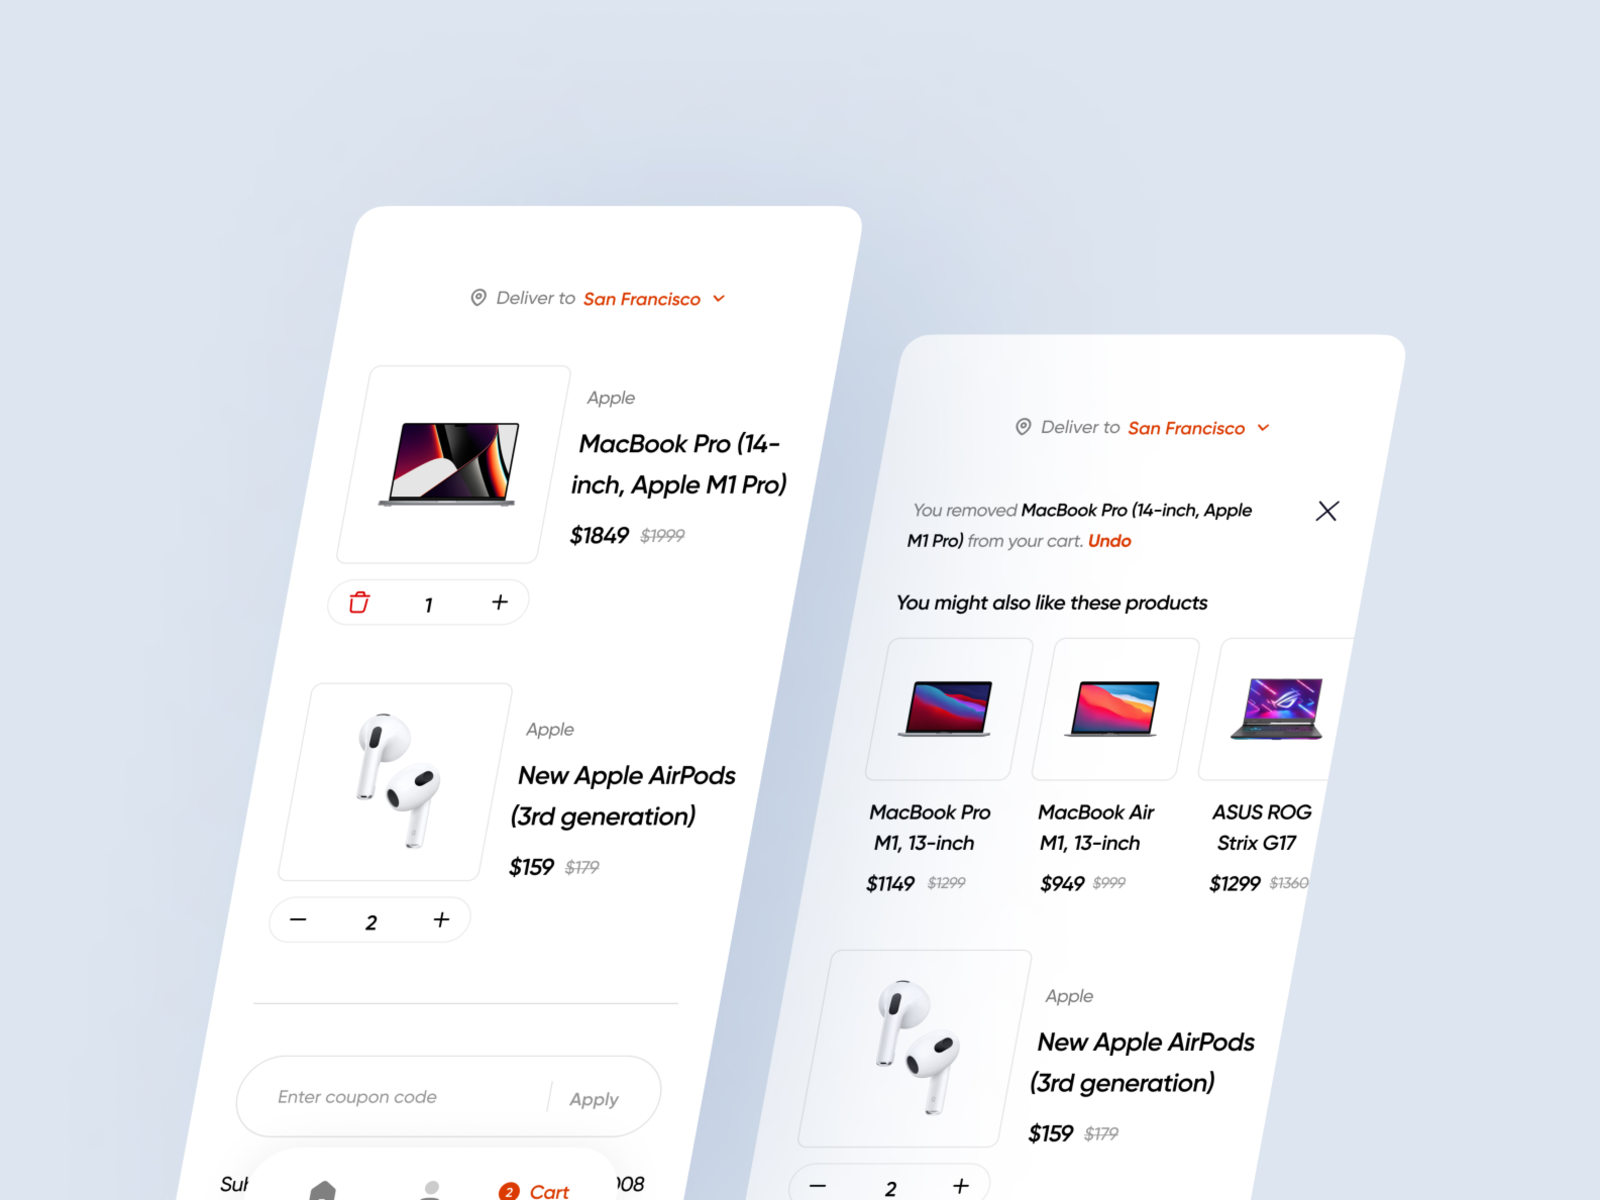 Deliver to San Francisco
Apple
MacBook Pro (14-
inch, Apple M1 Pro)
$1849 $1999
1
Apple
New Apple AirPods
(3rd generation)
$159 $179
2
Enter coupon code
Apply
2 Cart
Deliver to San Francisco
You removed MacBook Pro (14-inch, Apple
M1 Pro) from your cart. Undo
You might also like these products
MacBook Pro
M1, 13-inch
$1149 $1299
MacBook Air
M1, 13-inch
$949 $999
ASUS ROG
Strix G17
$1299 $1360
Apple
New Apple AirPods
(3rd generation)
$159 $179
2